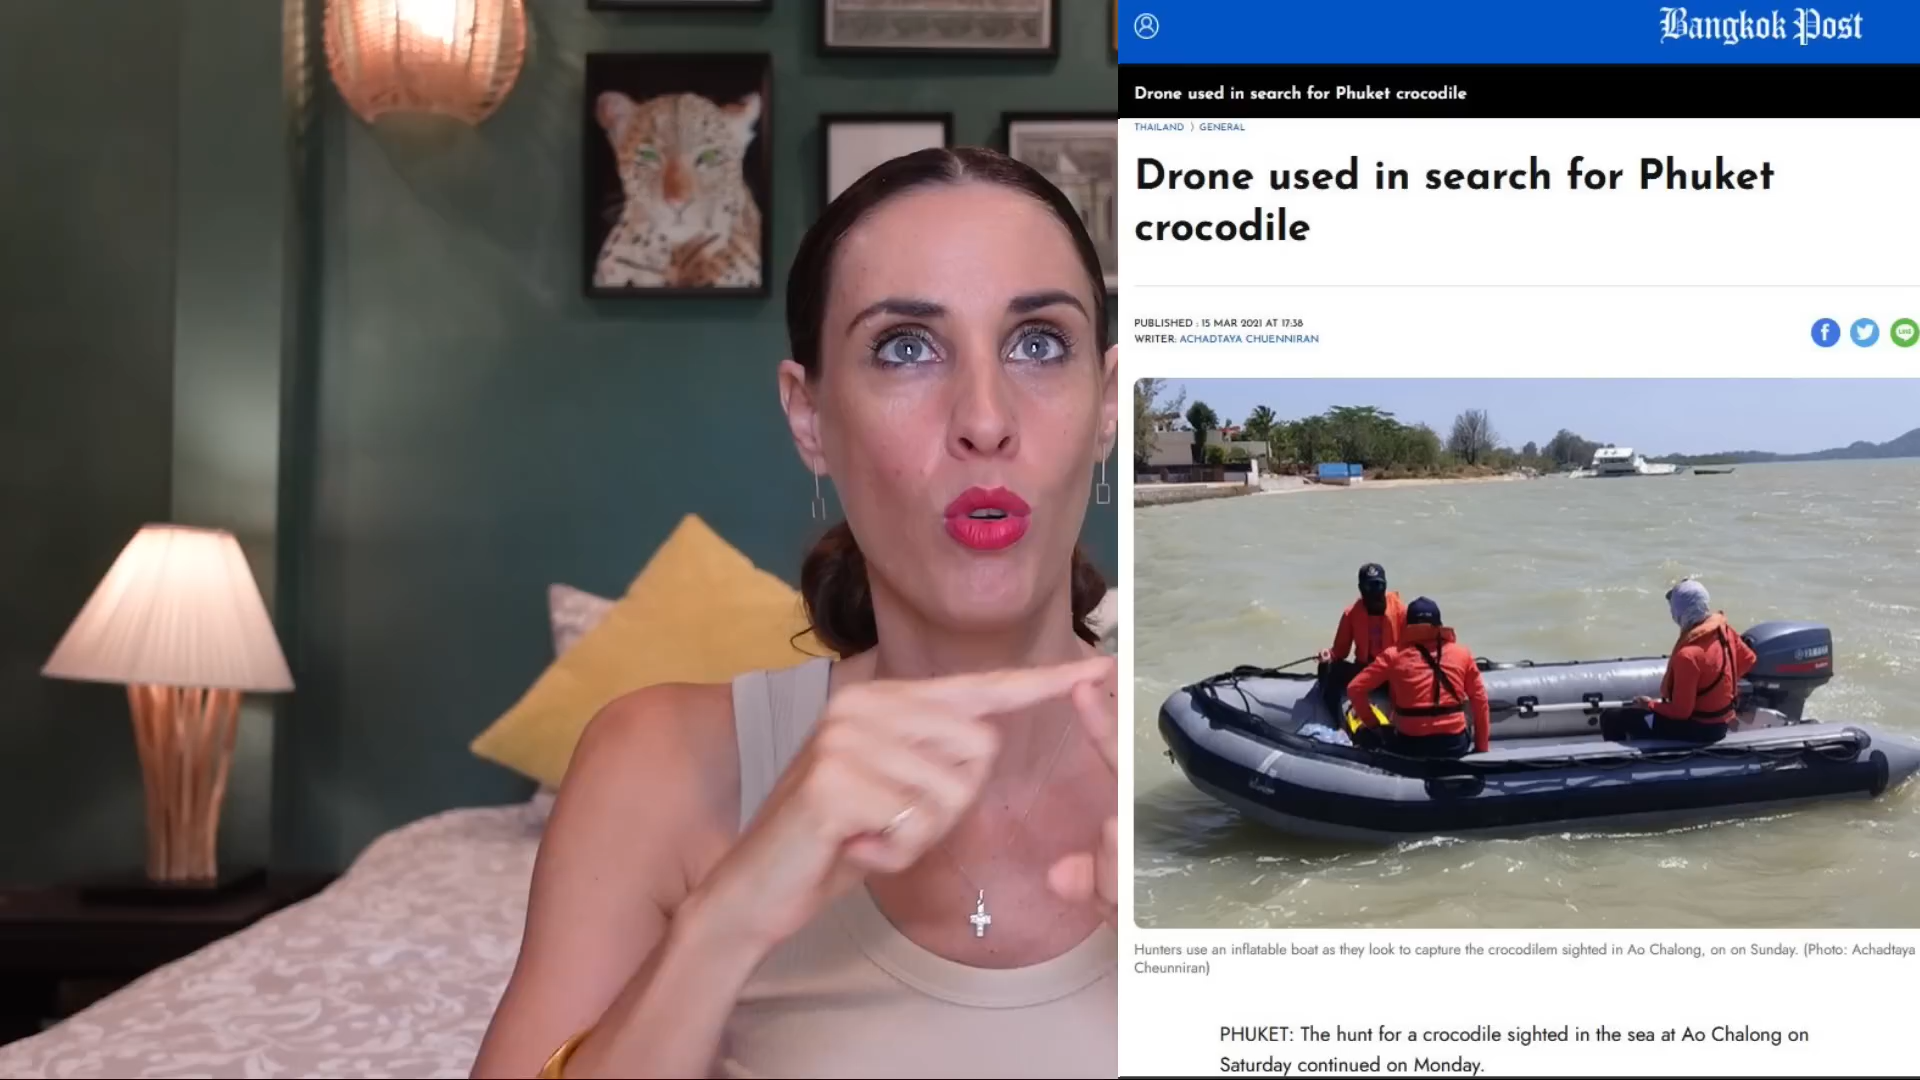 Bangkok Post
Drone used in search for Phuket crocodile
THAILAND 〉 GENERAL
Drone used in search for Phuket
crocodile
PUBLISHED : 15 MAR 2021 AT 17:38
WRITER: ACHADTAYA CHUENNIRAN
LINE
YAMAHA
Hunters use an inflatable boat as they look to capture the crocodilem sighted in Ao Chalong, on on Sunday. (Photo: Achadtaya
Cheunniran)
PHUKET: The hunt for a crocodile sighted in the sea at Ao Chalong on
Saturday continued on Monday.